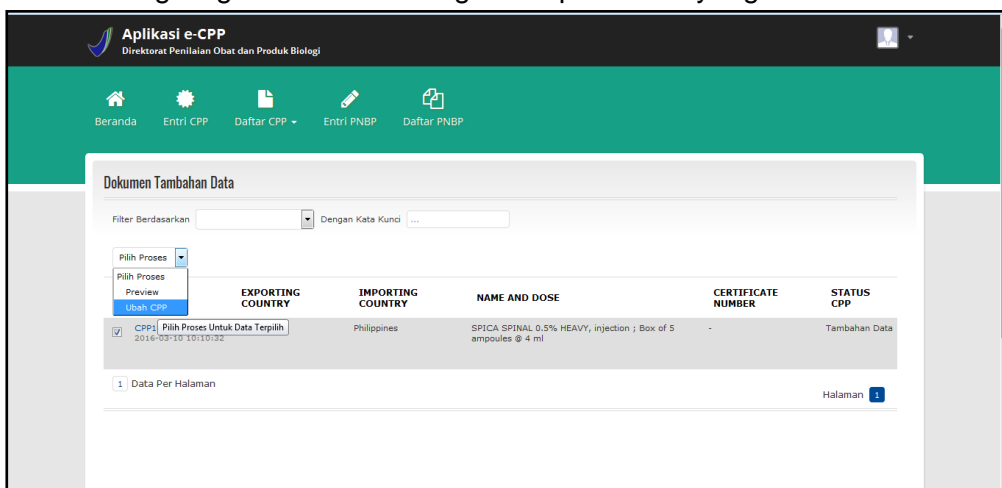 Aplikasi e-CPP
Direktorat Penilaian Obat dan Produk Biologi
Beranda Entri CPP Daftar CPP Entri PNBP Daftar PNBP
Dokumen Tambahan Data
Filter Berdasarkan Dengan Kata Kunci ...
Pilih Proses
Pilih Proses
Preview
Ubah CPP
EXPORTING COUNTRY
IMPORTING COUNTRY
NAME AND DOSE
CERTIFICATE NUMBER
STATUS CPP
CPP1
Pilih Proses Untuk Data Terpilih
2016-03-10 10:10:32
Philippines
SPICA SPINAL 0.5% HEAVY, injection ; Box of 5
ampoules @ 4 ml
-
Tambahan Data
1 Data Per Halaman
Halaman 1